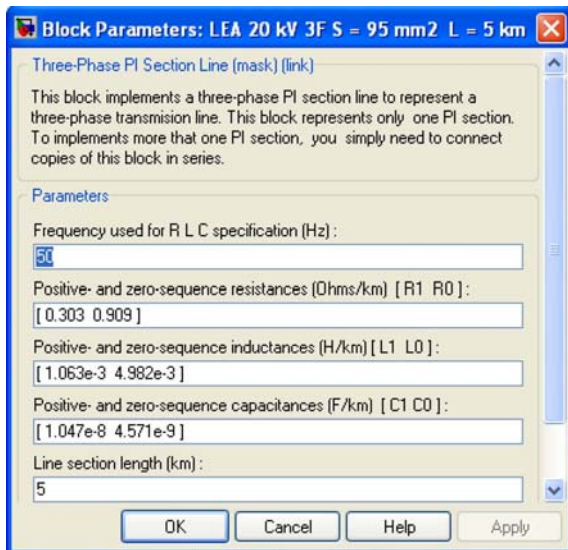 Block Parameters: LEA 20 kV 3F S = 95 mm2 L = 5 km
Three-Phase PI Section Line (mask) (link)
This block implements a three-phase PI section line to represent a
three-phase transmision line. This block represents only one PI section.
To implements more that one PI section, you simply need to connect
copies of this block in series.
Parameters
Frequency used for R L C specification (Hz) :
50
Positive- and zero-sequence resistances (Ohms/km) [ R1 R0 ] :
[ 0.303 0.909 ]
Positive- and zero-sequence inductances (H/km) [ L1 L0 ] :
[ 1.063e-3 4.982e-3 ]
Positive- and zero-sequence capacitances (F/km) [ C1 C0 ] :
[ 1.047e-8 4.571e-9 ]
Line section length (km) :
5
OK Cancel Help Apply